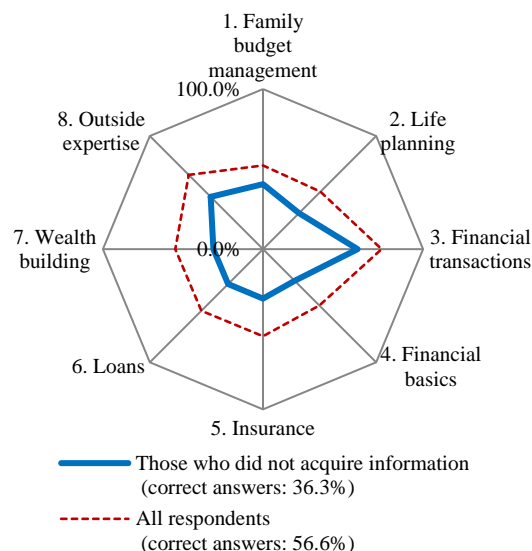 1. Family
budget
management
100.0%
2. Life
planning
8. Outside
expertise
7. Wealth
building
0.0%
3. Financial
transactions
6. Loans
4. Financial
basics
5. Insurance
Those who did not acquire information
(correct answers: 36.3%)
All respondents
(correct answers: 56.6%)